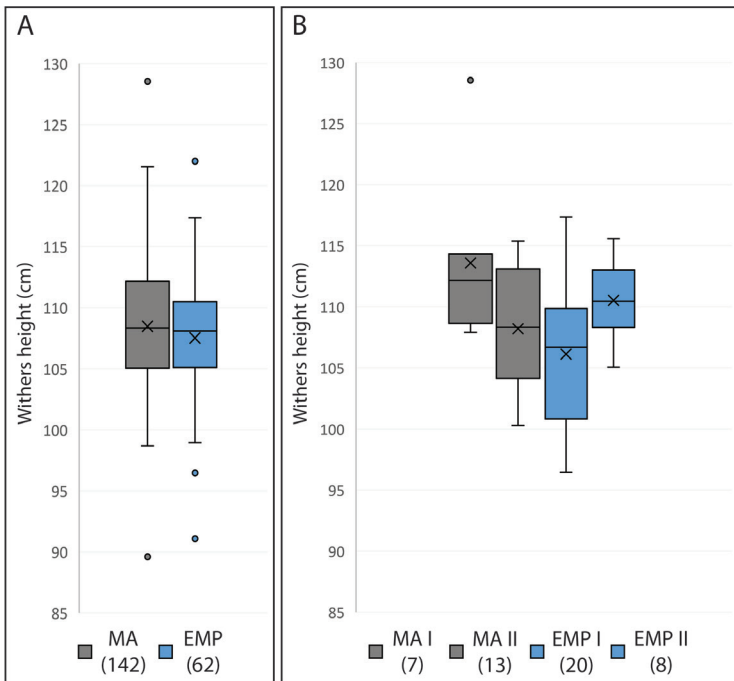 A
Withers height (cm)
130
125
120
115
110
105
100
95
90
85
MA
(142)
EMP
(62)
B
Withers height (cm)
130
125
120
115
110
105
100
95
90
85
MA I
(7)
MA II
(13)
EMP I
(20)
EMP II
(8)